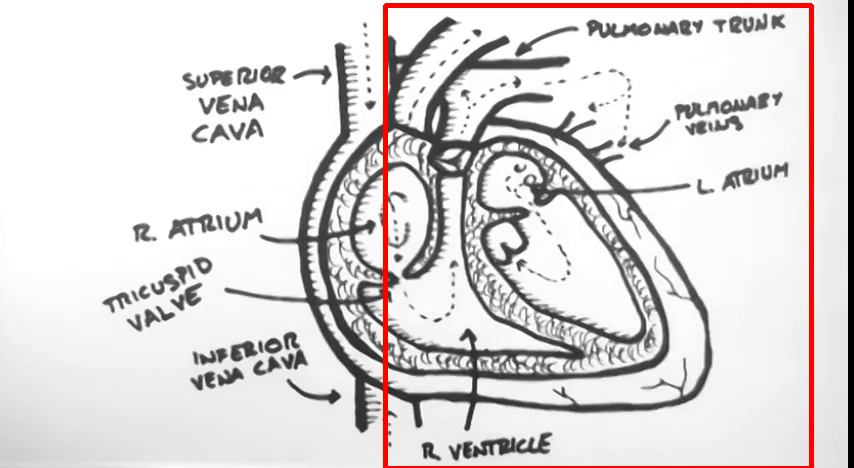 PULMONARY TRUNK
SUPERIOR
VENA
CAVA
PULMONARY
VEINS
L. ATRIUM
R. ATRIUM
TRICUSPID
VALVE
INFERIOR
VENA CAVA
R. VENTRICLE